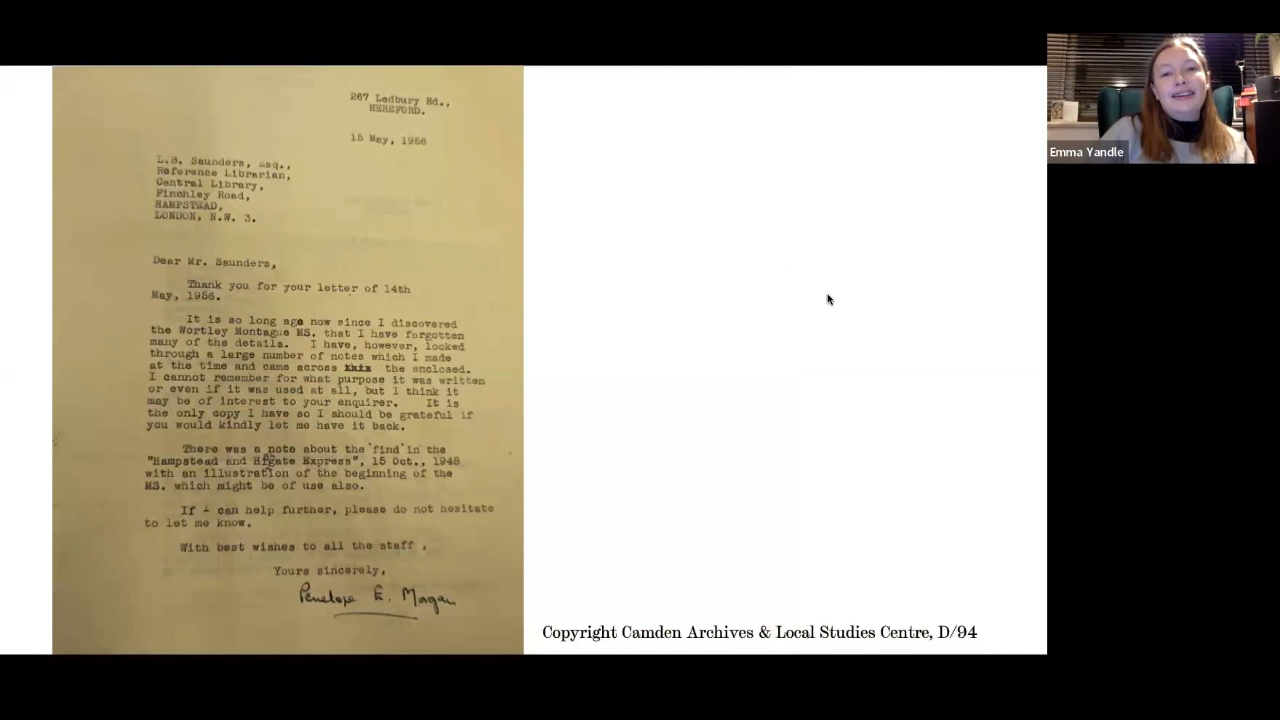 267 Ledbury Rd.,
HEREFORD.
15 May, 1956
L.B. Saunders, Esq.,
Reference Librarian,
Central Library,
Finchley Road,
HAMPSTEAD,
LONDON, N.W. 3.
Dear Mr. Saunders,
Thank you for your letter of 14th
May, 1956.
It is so long ago now since I discovered
the Wortley Montague MS. that I have forgotten
many of the details. I have, however, looked
through a large number of notes which I made
at the time and came across this the enclosed.
I cannot remember for what purpose it was written
or even if it was used at all, but I think it
may be of interest to your enquirer. It is
the only copy I have so I should be grateful if
you would kindly let me have it back.
There was a note about the 'find' in the
"Hampstead and Higate Express", 15 Oct., 1948
with an illustration of the beginning of the
MS. which might be of use also.
If I can help further, please do not hesitate
to let me know.
With best wishes to all the staff ,
Yours sincerely,
Penelope E. Morgan
Copyright Camden Archives & Local Studies Centre, D/94
Emma Yandle